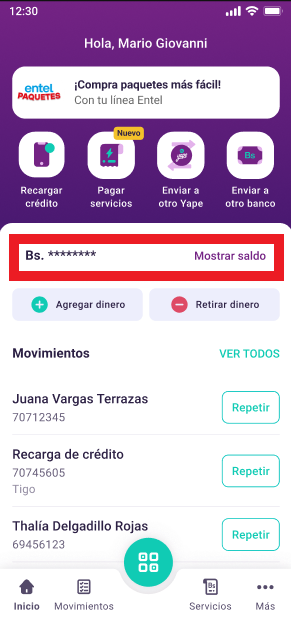 12:30
Hola, Mario Giovanni
entel
PAQUETES
¡Compra paquetes más fácil!
Con tu línea Entel
Nuevo
yape
Bs
Recargar
crédito
Pagar
servicios
Enviar a
otro Yape
Enviar a
otro banco
Bs. ********
Mostrar saldo
Agregar dinero
Retirar dinero
Movimientos
VER TODOS
Juana Vargas Terrazas
70712345
Repetir
Recarga de crédito
70745605
Tigo
Repetir
Thalía Delgadillo Rojas
69456123
Repetir
Bs
Inicio
Movimientos
Servicios
Más